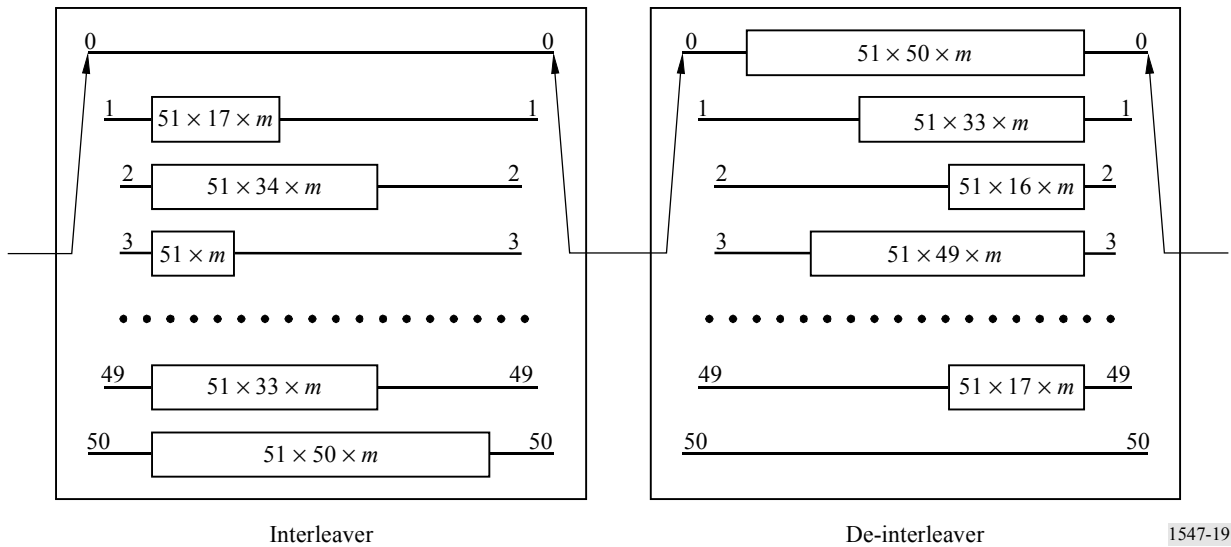 0 0
1 51 × 17 × m 1
2 51 × 34 × m 2
3 51 × m 3
49 51 × 33 × m 49
50 51 × 50 × m 50
Interleaver
0 51 × 50 × m 0
1 51 × 33 × m 1
2 51 × 16 × m 2
3 51 × 49 × m 3
49 51 × 17 × m 49
50 50
De-interleaver
1547-19